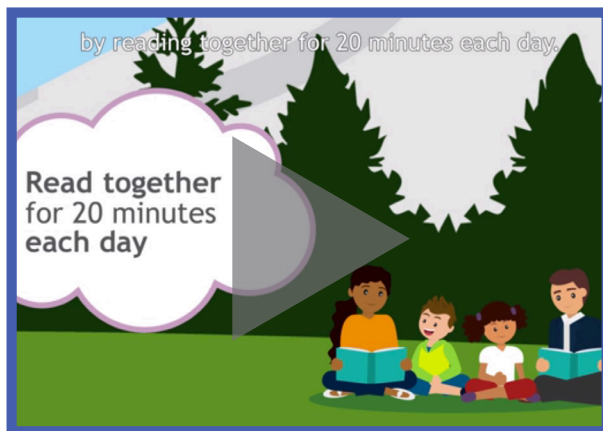 by reading together for 20 minutes each day.
Read together
for 20 minutes
each day